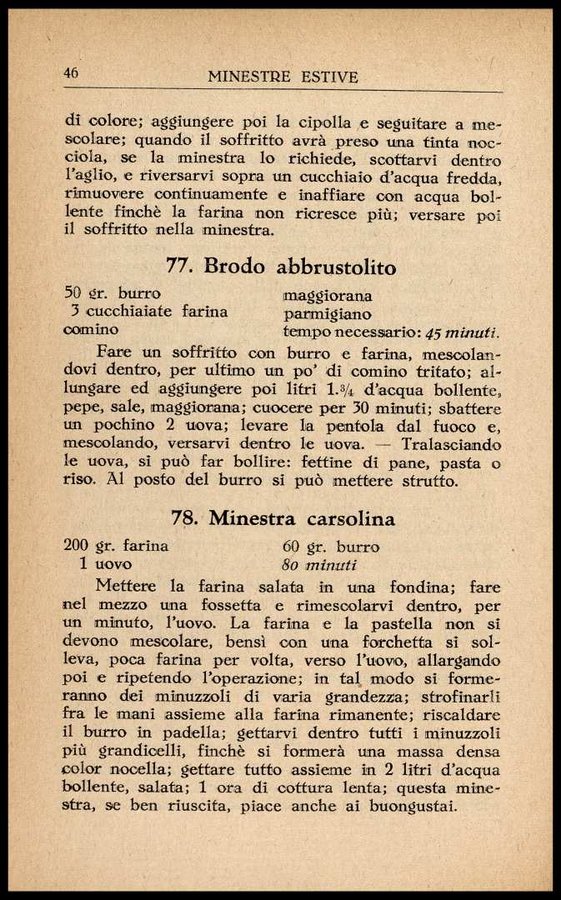 46
MINESTRE ESTIVE
di colore; aggiungere poi la cipolla e seguitare a me-
scolare; quando il soffritto avrà preso una tinta noc-
ciola, se la minestra lo richiede, scottarvi dentro
l'aglio, e riversarvi sopra un cucchiaio d'acqua fredda,
rimuovere continuamente e inaffiare con acqua bol-
lente finchè la farina non ricresce più; versare poi
il soffritto nella minestra.
77. Brodo abbrustolito
50 gr. burro
3 cucchiaiate farina
comino
maggiorana
parmigiano
tempo necessario: 45 minuti.
Fare un soffritto con burro e farina, mescolan-
dovi dentro, per ultimo un po' di comino tritato; al-
lungare ed aggiungere poi litri 1.¾ d'acqua bollente,
pepe, sale, maggiorana; cuocere per 30 minuti; sbattere
un pochino 2 uova; levare la pentola dal fuoco e,
mescolando, versarvi dentro le uova. — Tralasciando
le uova, si può far bollire: fettine di pane, pasta o
riso. Al posto del burro si può mettere strutto.
78. Minestra carsolina
200 gr. farina
1 uovo
60 gr. burro
80 minuti
Mettere la farina salata in una fondina; fare
nel mezzo una fossetta e rimescolarvi dentro, per
un minuto, l'uovo. La farina e la pastella non si
devono mescolare, bensì con una forchetta si sol-
leva, poca farina per volta, verso l'uovo, allargando
poi e ripetendo l'operazione; in tal modo si forme-
ranno dei minuzzoli di varia grandezza; strofinarli
fra le mani assieme alla farina rimanente; riscaldare
il burro in padella; gettarvi dentro tutti i minuzzoli
più grandicelli, finchè si formerà una massa densa
color nocella; gettare tutto assieme in 2 litri d'acqua
bollente, salata; 1 ora di cottura lenta; questa mine-
stra, se ben riuscita, piace anche ai buongustai.